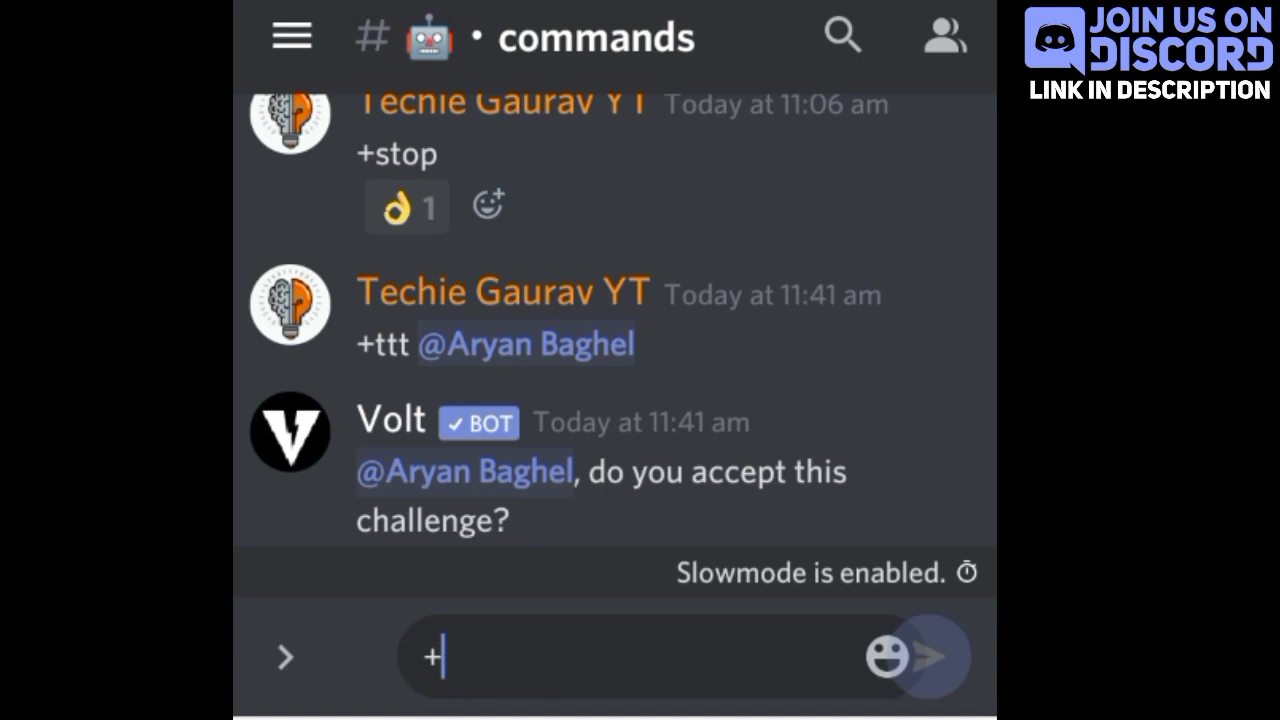 # 🤖 • commands
JOIN US ON
DISCORD
LINK IN DESCRIPTION
Techie Gaurav YT Today at 11:06 am
+stop
👌 1
Techie Gaurav YT Today at 11:41 am
+ttt @Aryan Baghel
Volt ✓ BOT Today at 11:41 am
@Aryan Baghel, do you accept this
challenge?
Slowmode is enabled.
+